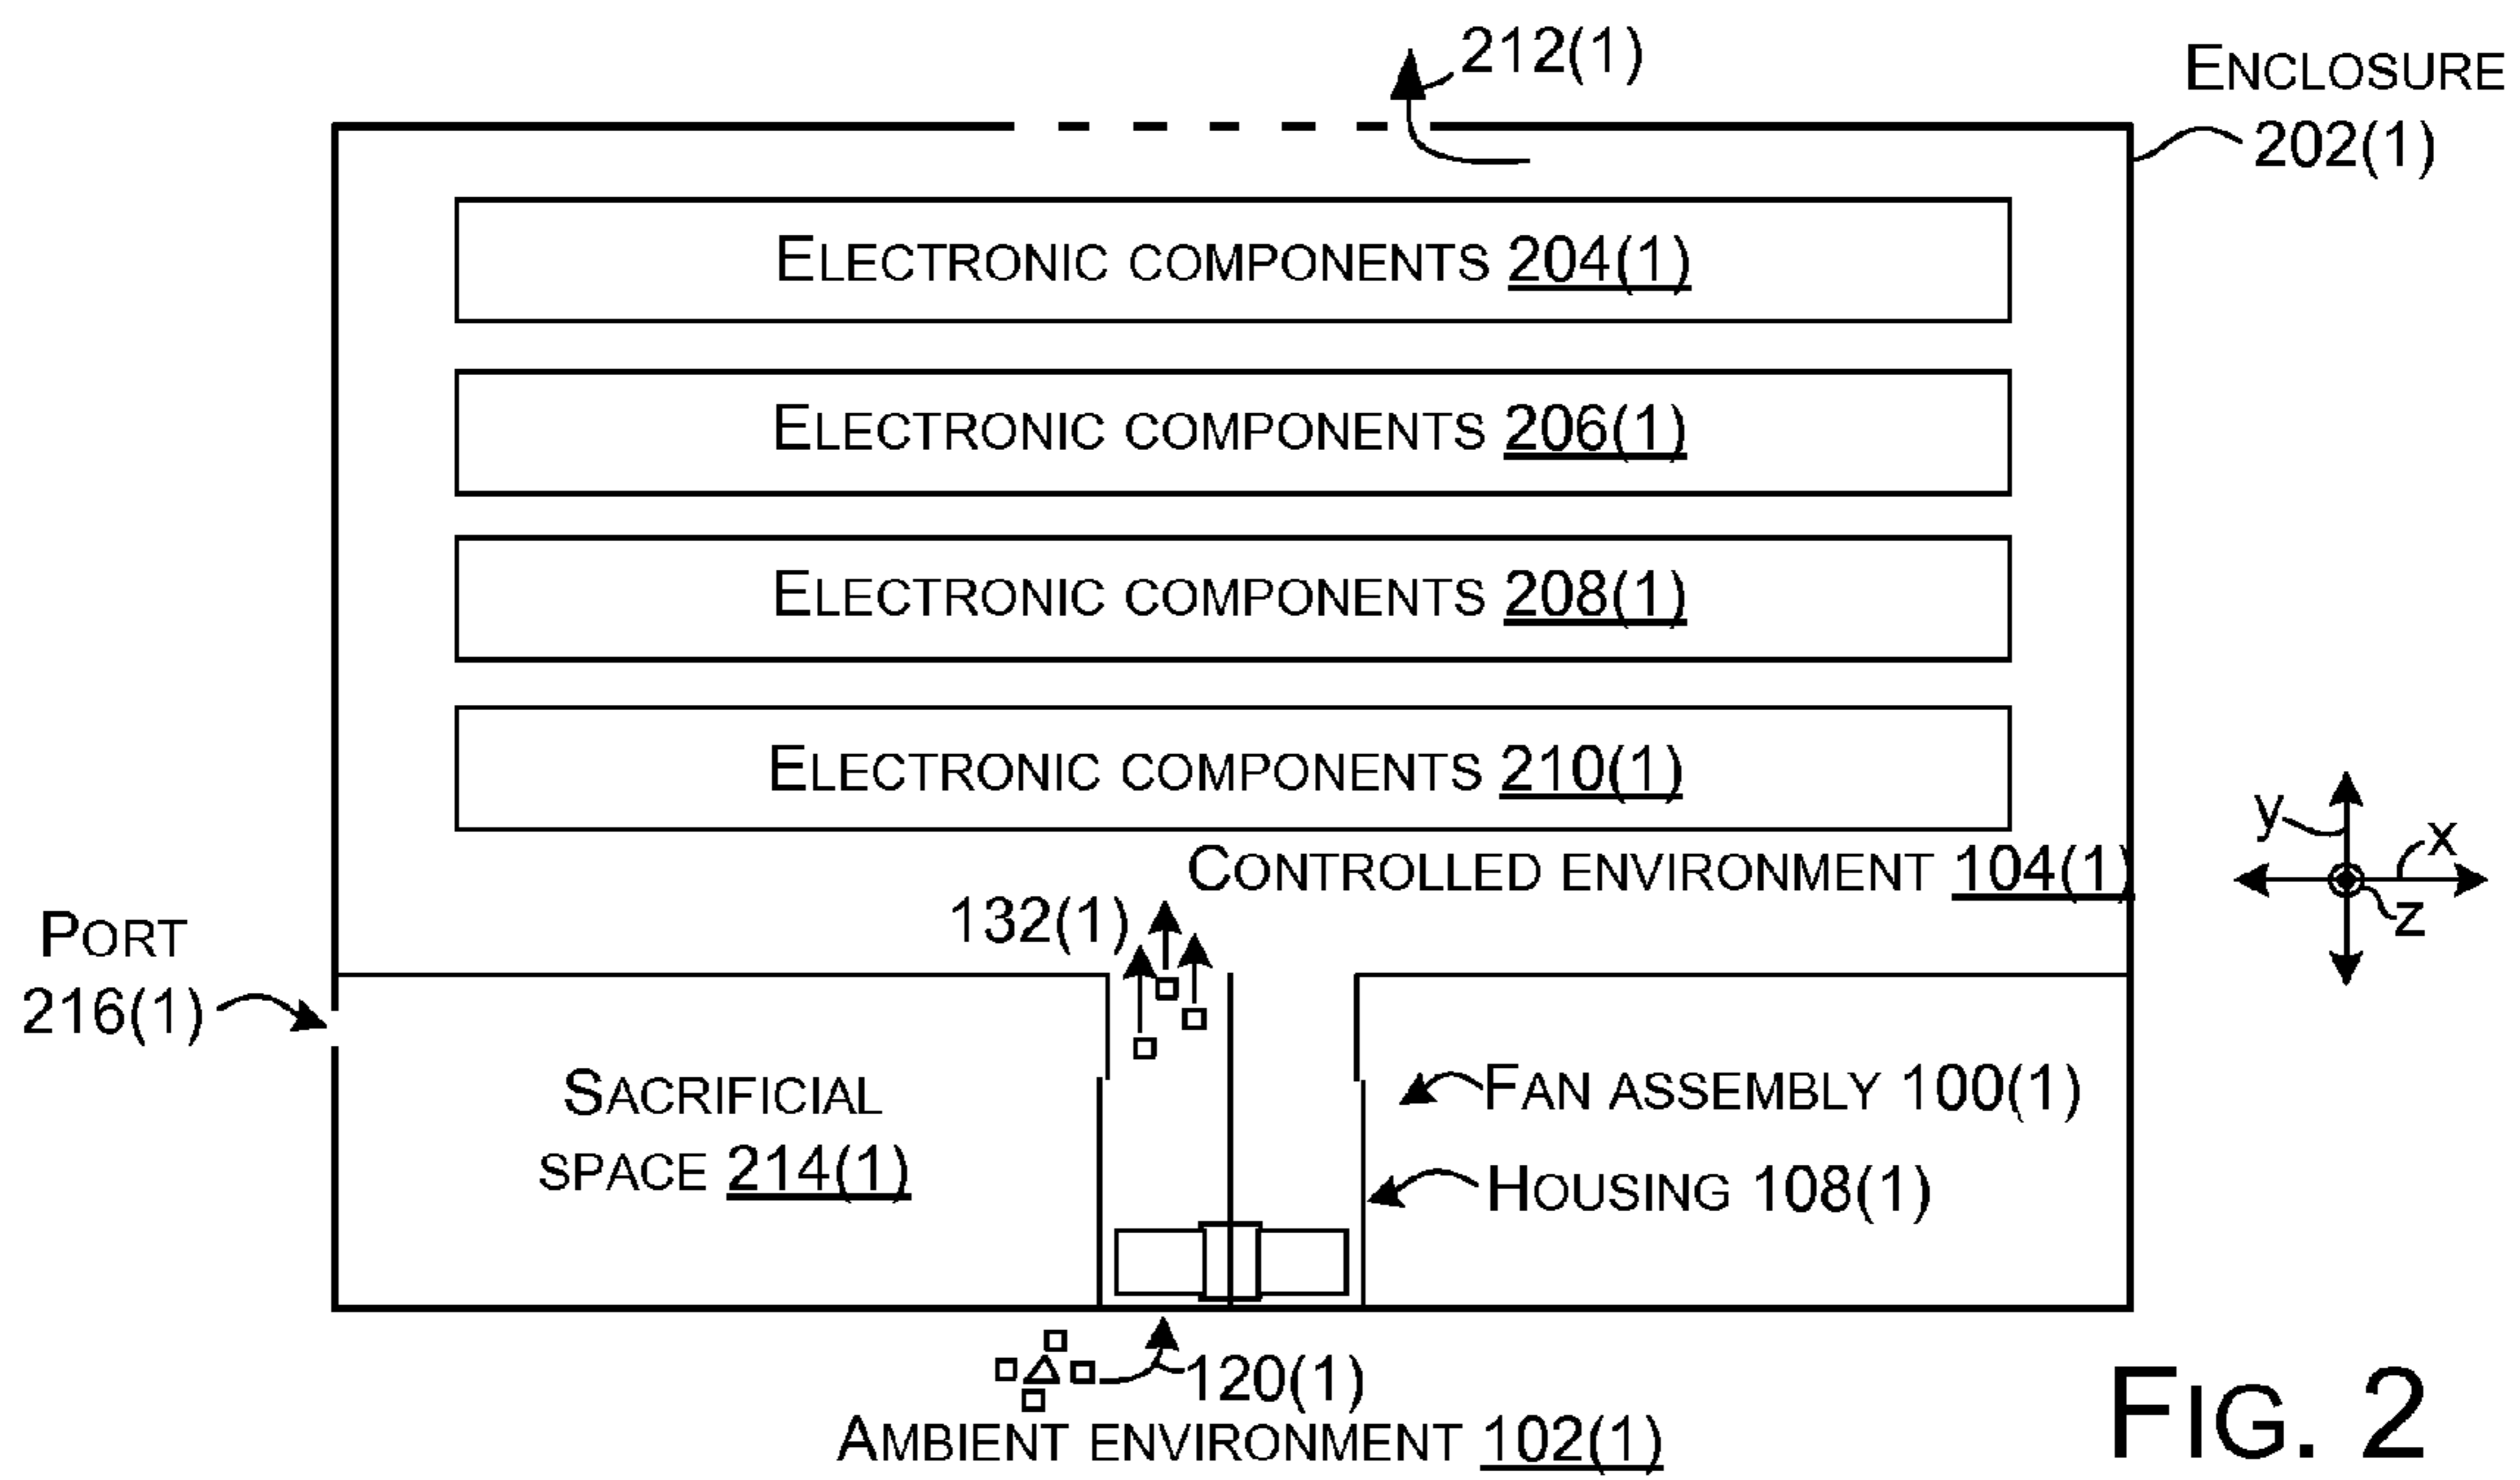 212(1)
ENCLOSURE
202(1)
ELECTRONIC COMPONENTS 204(1)
ELECTRONIC COMPONENTS 206(1)
ELECTRONIC COMPONENTS 208(1)
ELECTRONIC COMPONENTS 210(1)
y
x
z
CONTROLLED ENVIRONMENT 104(1)
132(1)
PORT
216(1)
SACRIFICIAL
SPACE 214(1)
FAN ASSEMBLY 100(1)
HOUSING 108(1)
120(1)
AMBIENT ENVIRONMENT 102(1)
FIG. 2